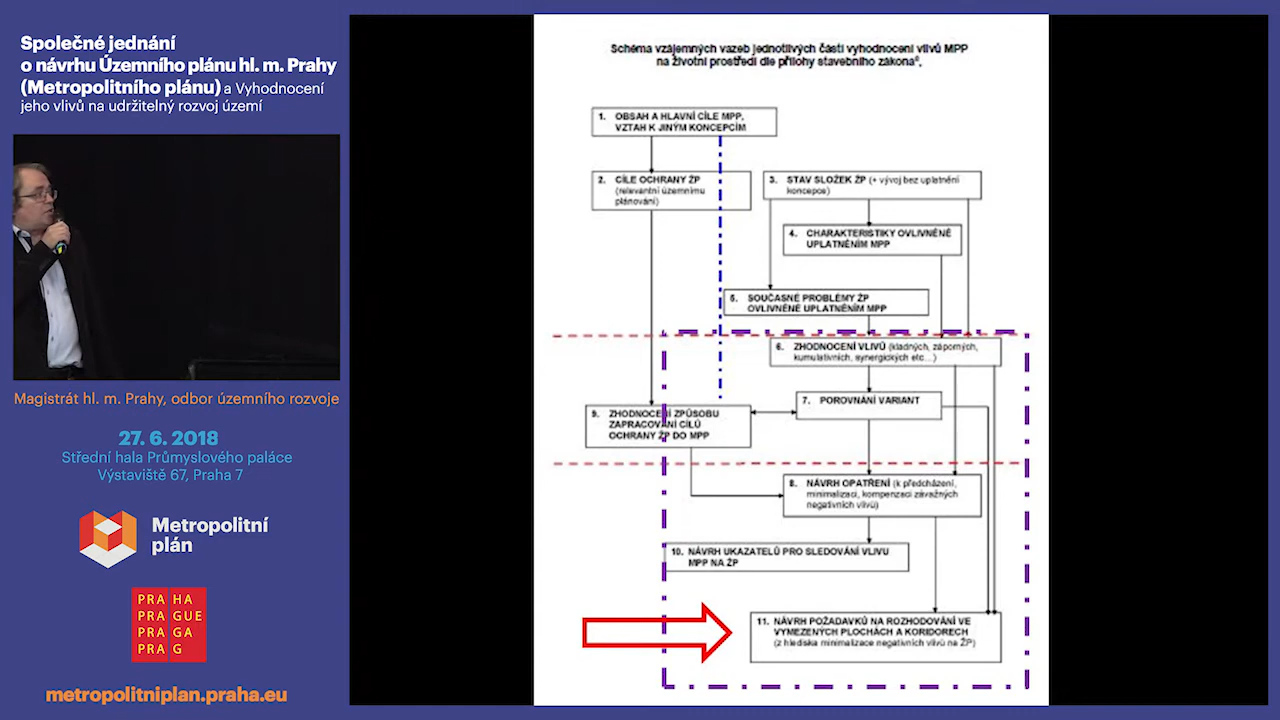 Společné jednání
o návrhu Územního plánu hl. m. Prahy
(Metropolitního plánu) a Vyhodnocení
jeho vlivů na udržitelný rozvoj území
Magistrát hl. m. Prahy, odbor územního rozvoje
27. 6. 2018
Střední hala Průmyslového paláce
Výstaviště 67, Praha 7
Metropolitní
plán
PRA HA
PRA GUE
PRA GA
PRA G
metropolitniplan.praha.eu
Schéma vzájemných vazeb jednotlivých částí vyhodnocení vlivů MPP
na životní prostředí dle přílohy stavebního zákona⁶.
1. OBSAH A HLAVNÍ CÍLE MPP,
VZTAH K JINÝM KONCEPCÍM
2. CÍLE OCHRANY ŽP
(relevantní územnímu
plánování)
3. STAV SLOŽEK ŽP (+ vývoj bez uplatnění
koncepce)
4. CHARAKTERISTIKY OVLIVNĚNÉ
UPLATNĚNÍM MPP
5. SOUČASNÉ PROBLÉMY ŽP
OVLIVNĚNÉ UPLATNĚNÍM MPP
6. ZHODNOCENÍ VLIVŮ (kladných, záporných,
kumulativních, synergických etc...)
7. POROVNÁNÍ VARIANT
9. ZHODNOCENÍ ZPŮSOBU
ZAPRACOVÁNÍ CÍLŮ
OCHRANY ŽP DO MPP
8. NÁVRH OPATŘENÍ (k předcházení,
minimalizaci, kompenzaci závažných
negativních vlivů)
10. NÁVRH UKAZATELŮ PRO SLEDOVÁNÍ VLIVU
MPP NA ŽP
11. NÁVRH POŽADAVKŮ NA ROZHODOVÁNÍ VE
VYMEZENÝCH PLOCHÁCH A KORIDORECH
(z hlediska minimalizace negativních vlivů na ŽP)